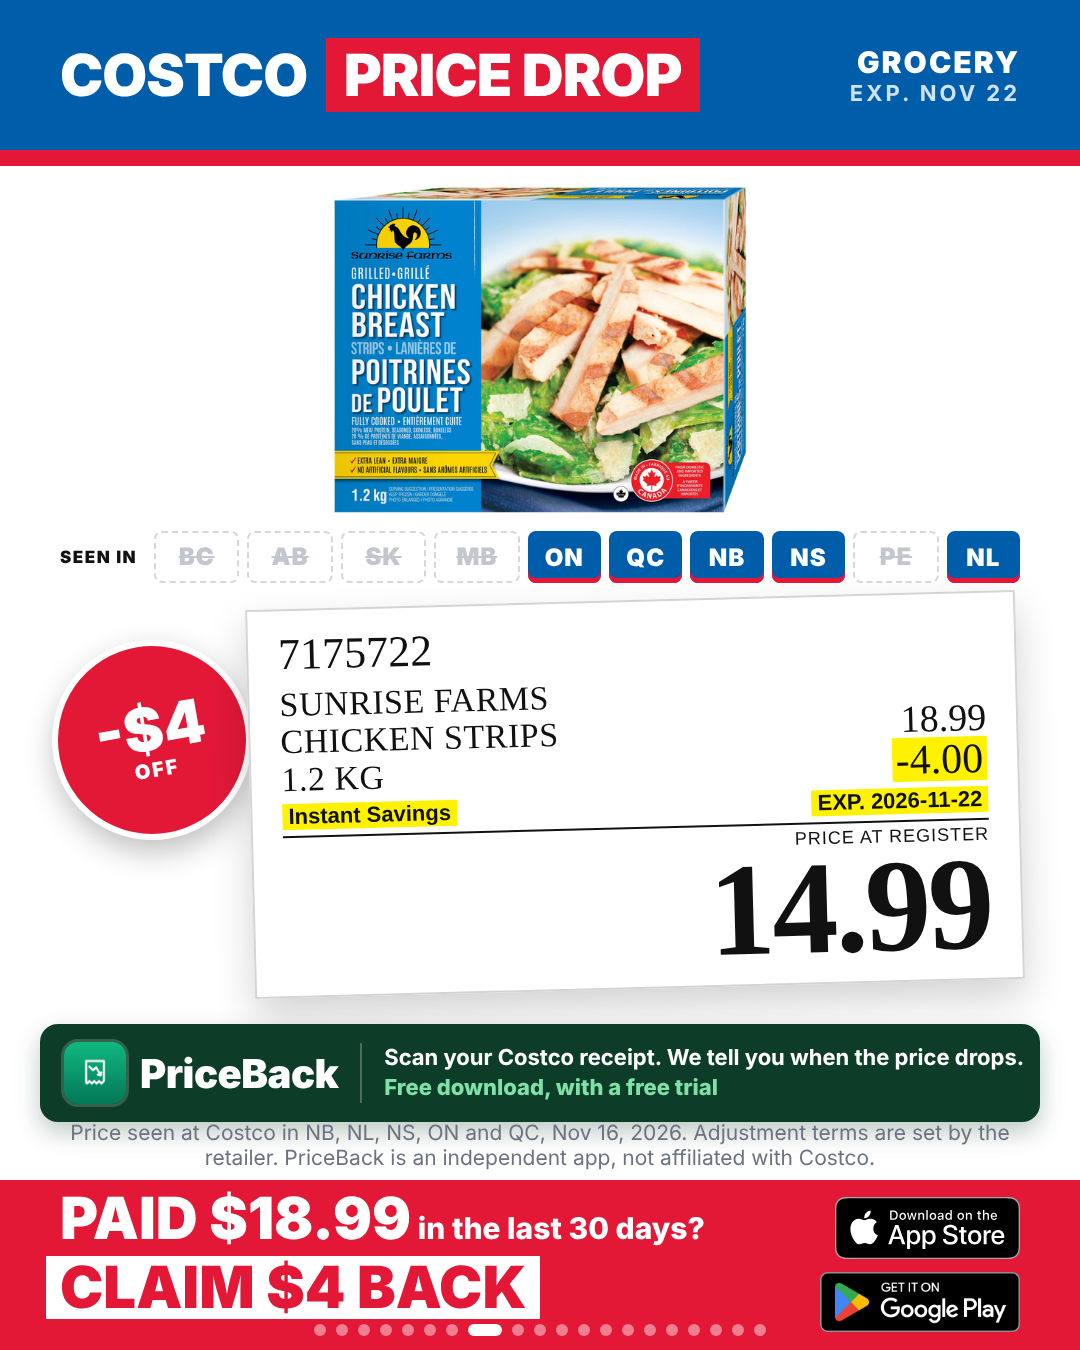 COSTCO PRICE DROP
GROCERY
EXP. NOV 22
Sunrise Farms
GRILLED • GRILLÉ
CHICKEN
BREAST
STRIPS • LANIÈRES DE
POITRINES
DE POULET
FULLY COOKED • ENTIÈREMENT CUITE
✓ EXTRA LEAN • EXTRA MAIGRE
✓ NO ARTIFICIAL FLAVOURS • SANS ARÔMES ARTIFICIELS
1.2 kg
CANADA
SEEN IN BC AB SK MB ON QC NB NS PE NL
-$4
OFF
7175722
SUNRISE FARMS
CHICKEN STRIPS
1.2 KG
18.99
-4.00
Instant Savings
EXP. 2026-11-22
PRICE AT REGISTER
14.99
PriceBack
Scan your Costco receipt. We tell you when the price drops.
Free download, with a free trial
Price seen at Costco in NB, NL, NS, ON and QC, Nov 16, 2026. Adjustment terms are set by the
retailer. PriceBack is an independent app, not affiliated with Costco.
PAID $18.99 in the last 30 days?
CLAIM $4 BACK
Download on the
App Store
GET IT ON
Google Play